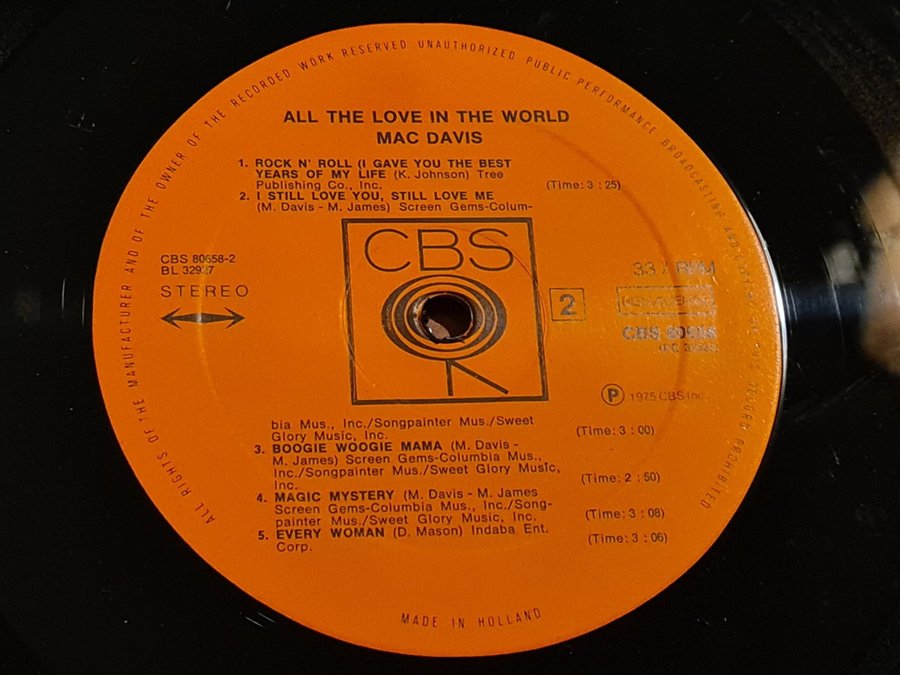 ALL RIGHTS OF THE MANUFACTURER AND OF THE OWNER OF THE RECORDED WORK RESERVED UNAUTHORIZED PUBLIC PERFORMANCE BROADCASTING AND PROHIBITED
ALL THE LOVE IN THE WORLD
MAC DAVIS
1. ROCK N' ROLL (I GAVE YOU THE BEST
YEARS OF MY LIFE (K. Johnson) Tree
Publishing Co., Inc. (Time: 3 : 25)
2. I STILL LOVE YOU, STILL LOVE ME
(M. Davis - M. James) Screen Gems-Colum-
CBS
CBS 80658-2
BL 32927
STEREO
2
33 RPM
CBS 80658
℗ 1975 CBS Inc.
bia Mus., Inc./Songpainter Mus./Sweet
Glory Music, Inc. (Time: 3 : 00)
3. BOOGIE WOOGIE MAMA (M. Davis -
M. James) Screen Gems-Columbia Mus.,
Inc./Songpainter Mus./Sweet Glory Music,
Inc. (Time: 2 : 50)
4. MAGIC MYSTERY (M. Davis - M. James
Screen Gems-Columbia Mus., Inc./Song-
painter Mus./Sweet Glory Music, Inc. (Time: 3 : 08)
5. EVERY WOMAN (D. Mason) Indaba Ent.
Corp. (Time: 3 : 06)
MADE IN HOLLAND